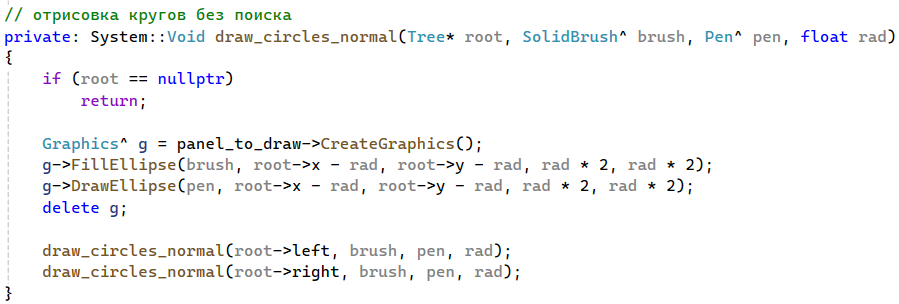 // отрисовка кругов без поиска
private: System::Void draw_circles_normal(Tree* root, SolidBrush^ brush, Pen^ pen, float rad)
{
    if (root == nullptr)
        return;

    Graphics^ g = panel_to_draw->CreateGraphics();
    g->FillEllipse(brush, root->x - rad, root->y - rad, rad * 2, rad * 2);
    g->DrawEllipse(pen, root->x - rad, root->y - rad, rad * 2, rad * 2);
    delete g;

    draw_circles_normal(root->left, brush, pen, rad);
    draw_circles_normal(root->right, brush, pen, rad);
}